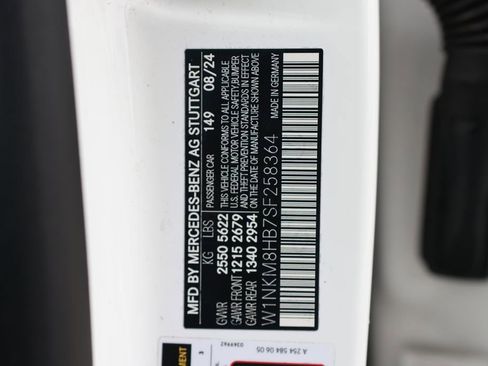 MFD BY MERCEDES-BENZ AG STUTTGART
PASSENGER CAR 149 08/24
KG LBS
GVWR 2550 5622
GAWR FRONT 1215 2679
GAWR REAR 1340 2954
THIS VEHICLE CONFORMS TO ALL APPLICABLE
U.S. FEDERAL MOTOR VEHICLE SAFETY, BUMPER
AND THEFT PREVENTION STANDARDS IN EFFECT
ON THE DATE OF MANUFACTURE SHOWN ABOVE
MADE IN GERMANY
W1NKM8HB7SF258364
A 254 584 06 05
3